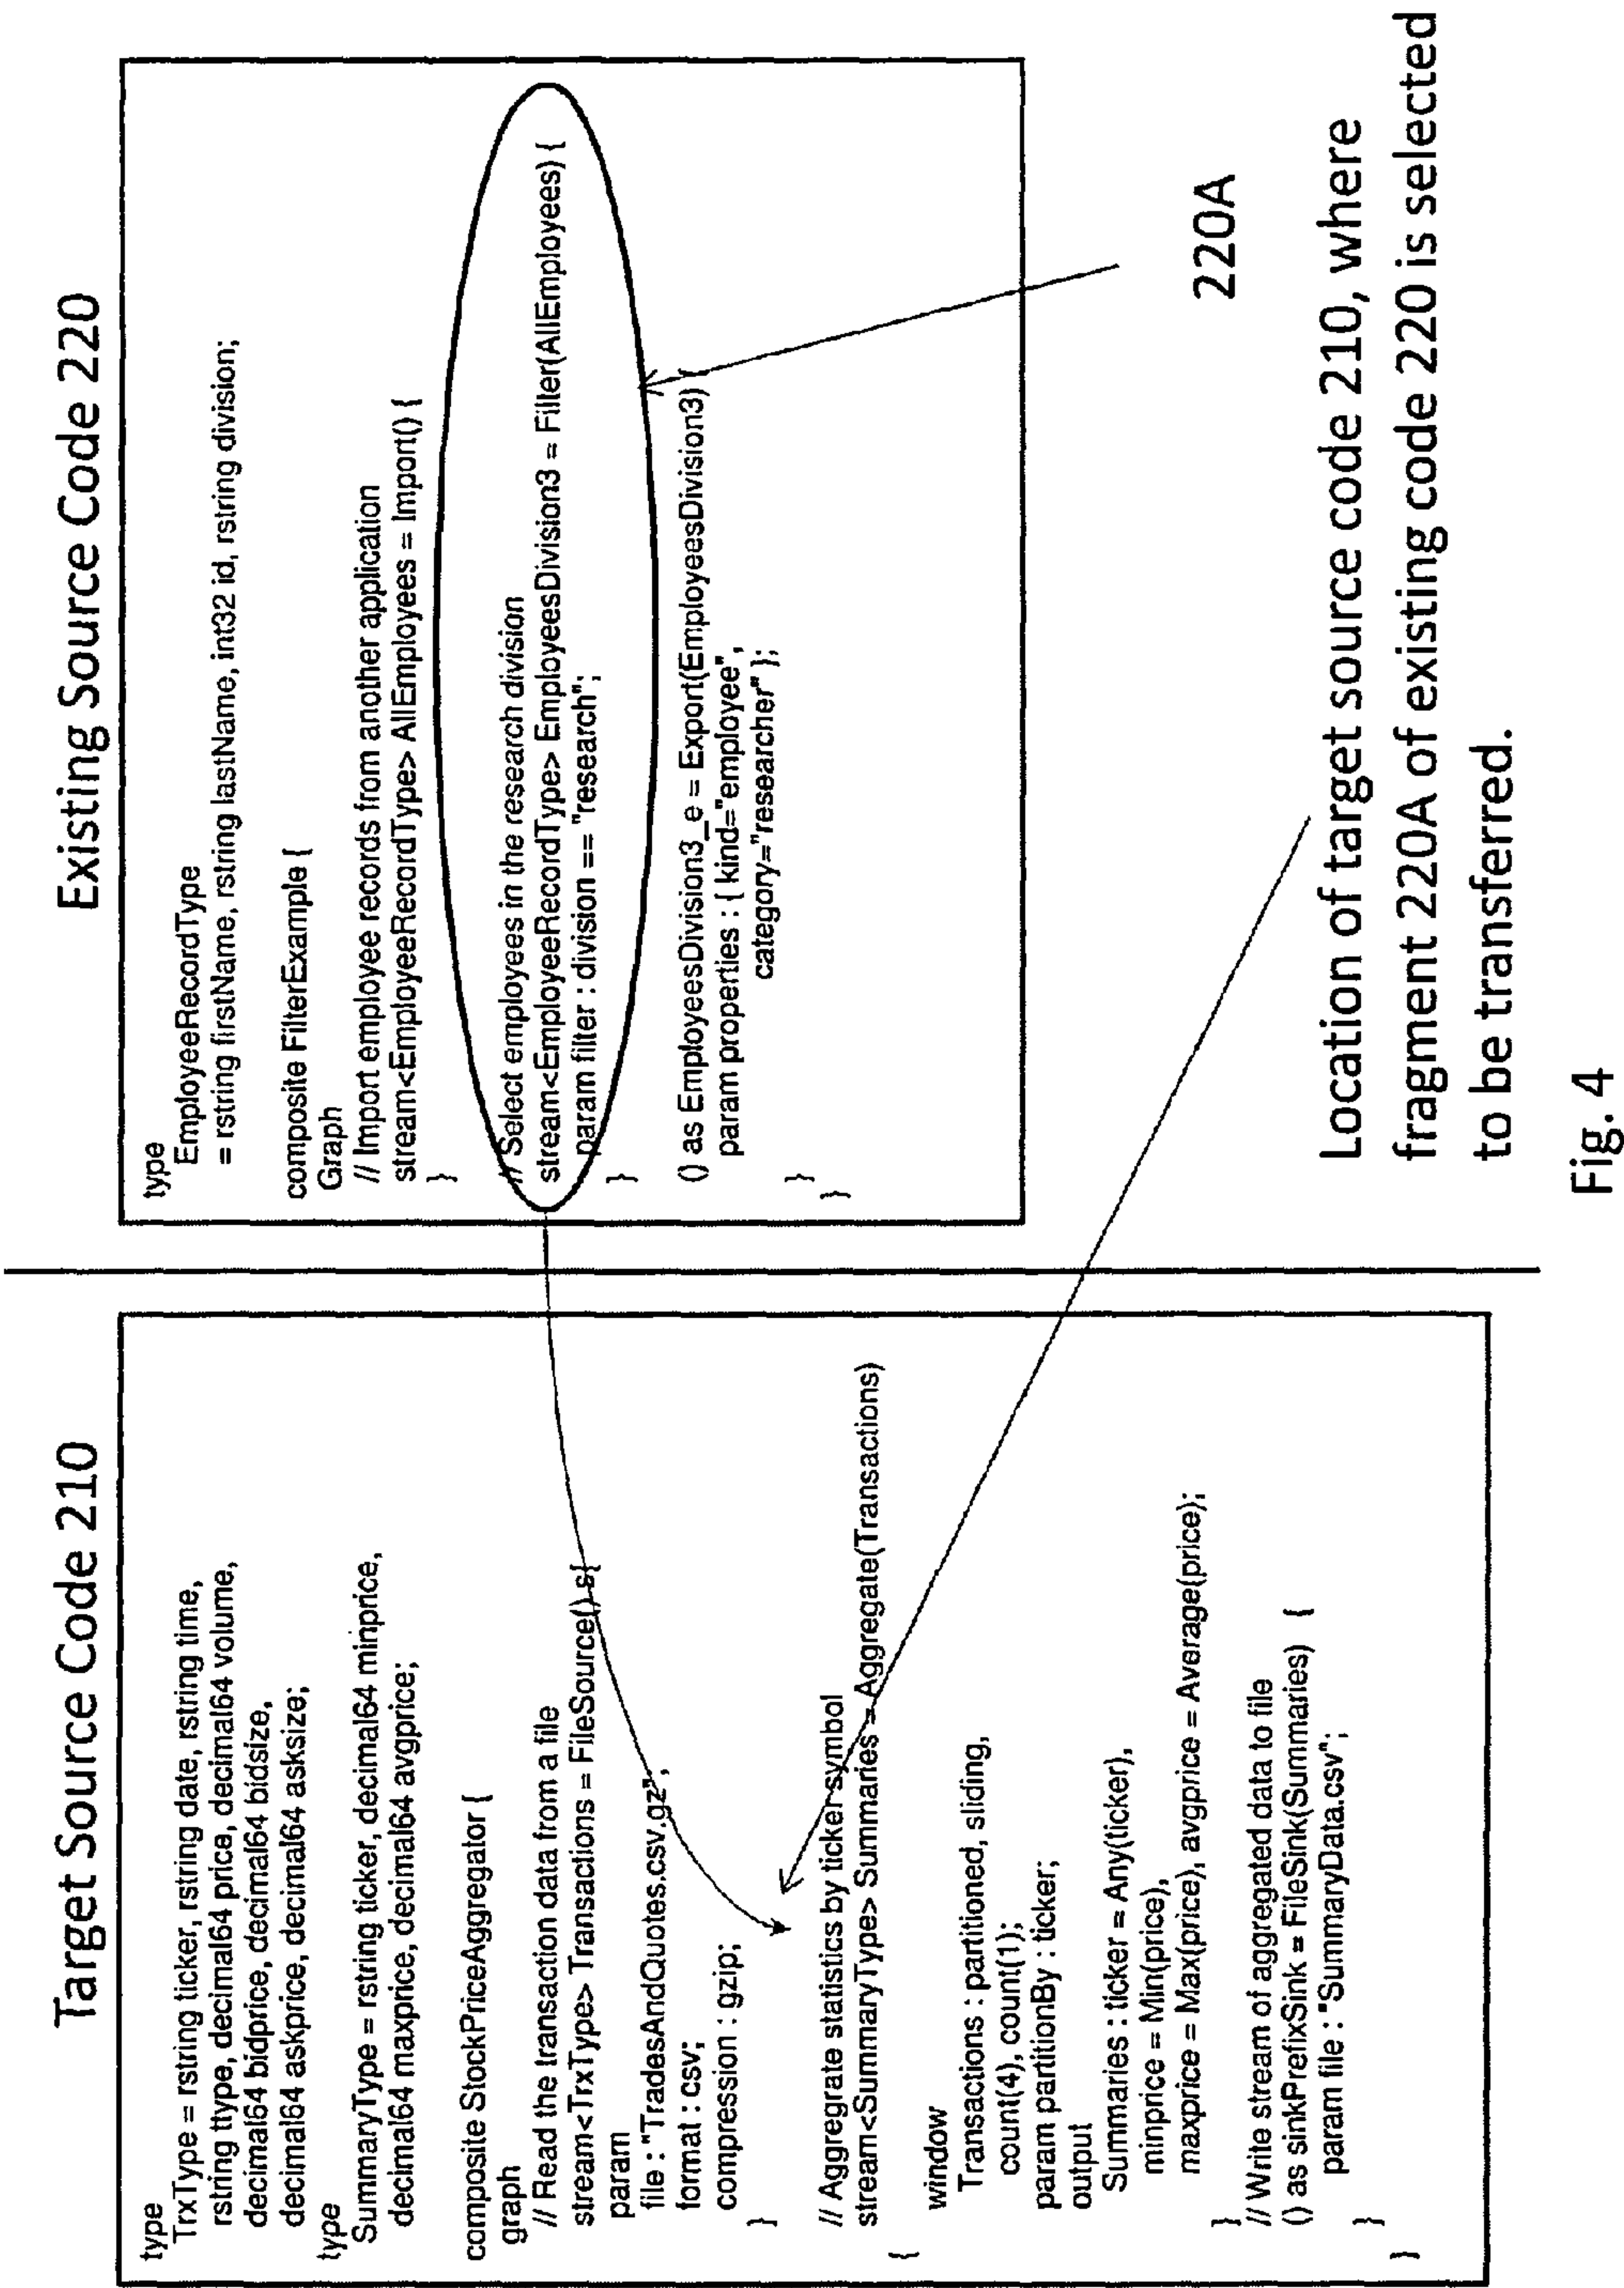 Target Source Code 210
type
TrxType = rstring ticker, rstring date, rstring time,
rstring ttype, decimal64 price, decimal64 volume,
decimal64 bidprice, decimal64 bidsize,
decimal64 askprice, decimal64 asksize;
type
SummaryType = rstring ticker, decimal64 minprice,
decimal64 maxprice, decimal64 avgprice;
composite StockPriceAggregator {
graph
// Read the transaction data from a file
stream<TrxType> Transactions = FileSource() s{
param
file : "TradesAndQuotes.csv.gz",
format : csv;
compression : gzip;
}
// Aggregrate statistics by ticker symbol
stream<SummaryType> Summaries = Aggregate(Transactions)
{
window
Transactions : partitioned, sliding,
count(4), count(1);
param partitionBy : ticker;
output
Summaries : ticker = Any(ticker),
minprice = Min(price),
maxprice = Max(price), avgprice = Average(price);
}
// Write stream of aggregated data to file
() as sinkPrefixSink = FileSink(Summaries) {
param file : "SummaryData.csv";
}
}
Existing Source Code 220
type
EmployeeRecordType
= rstring firstName, rstring lastName, int32 id, rstring division;
composite FilterExample {
Graph
// Import employee records from another application
stream<EmployeeRecordType> AllEmployees = Import() {
}
// Select employees in the research division
stream<EmployeeRecordType> EmployeesDivision3 = Filter(AllEmployees) {
param filter : division == "research";
}
() as EmployeesDivision3_e = Export(EmployeesDivision3) {
param properties : { kind="employee",
category="researcher" };
}
}
220A
Location of target source code 210, where
fragment 220A of existing code 220 is selected
to be transferred.
Fig. 4